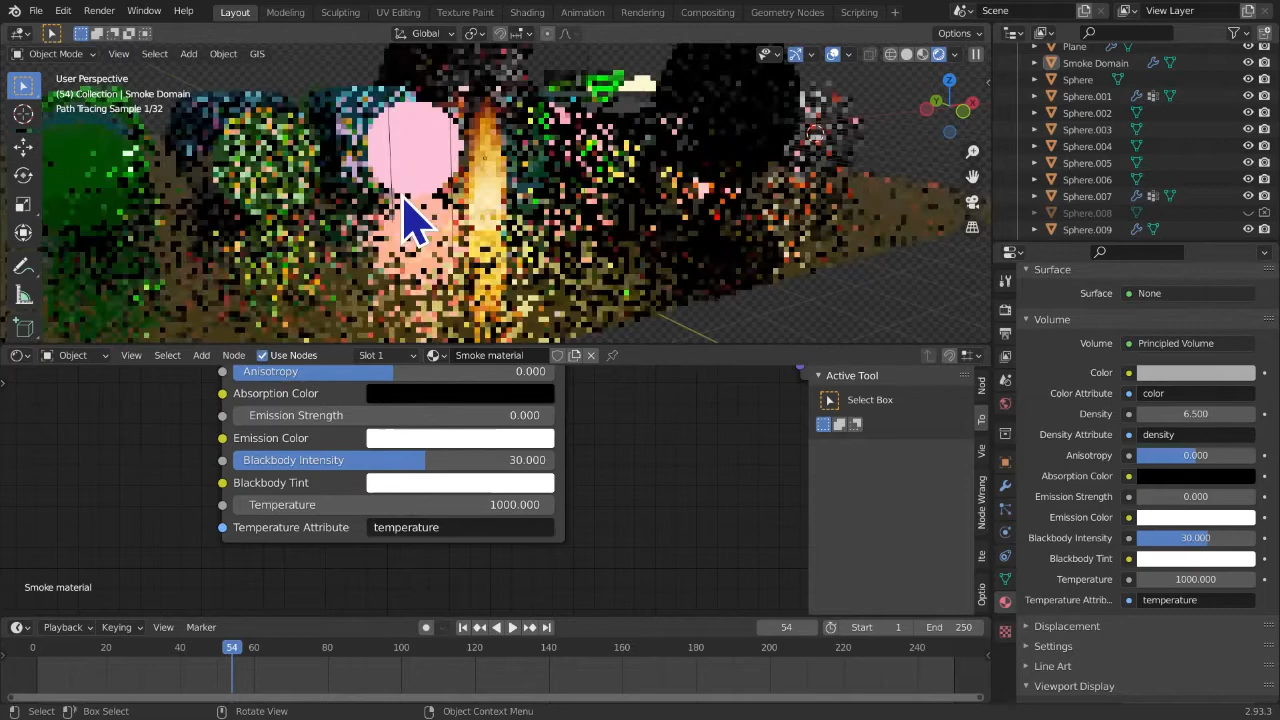 File Edit Render Window Help Layout Modeling Sculpting UV Editing Texture Paint Shading Animation Rendering Compositing Geometry Nodes Scripting + Scene View Layer
Global Options
Object Mode View Select Add Object GIS
User Perspective
(54) Collection | Smoke Domain
Path Tracing Sample 1/32
Z
Y
X
Plane
Smoke Domain
Sphere
Sphere.001
Sphere.002
Sphere.003
Sphere.004
Sphere.005
Sphere.006
Sphere.007
Sphere.008
Sphere.009
Surface
Surface None
Volume
Volume Principled Volume
Color
Color Attribute color
Density 6.500
Density Attribute density
Anisotropy 0.000
Absorption Color
Emission Strength 0.000
Emission Color
Blackbody Intensity 30.000
Blackbody Tint
Temperature 1000.000
Temperature Attrib... temperature
Displacement
Settings
Line Art
Viewport Display
Object View Select Add Node Use Nodes Slot 1 Smoke material
Anisotropy 0.000
Absorption Color
Emission Strength 0.000
Emission Color
Blackbody Intensity 30.000
Blackbody Tint
Temperature 1000.000
Temperature Attribute temperature
Smoke material
Active Tool
Select Box
Nod
To
Vie
Node Wrang
Ite
Optio
Playback Keying View Marker 54 Start 1 End 250
0 20 40 54 60 80 100 120 140 160 180 200 220 240
Select Box Select Rotate View Object Context Menu 2.93.3